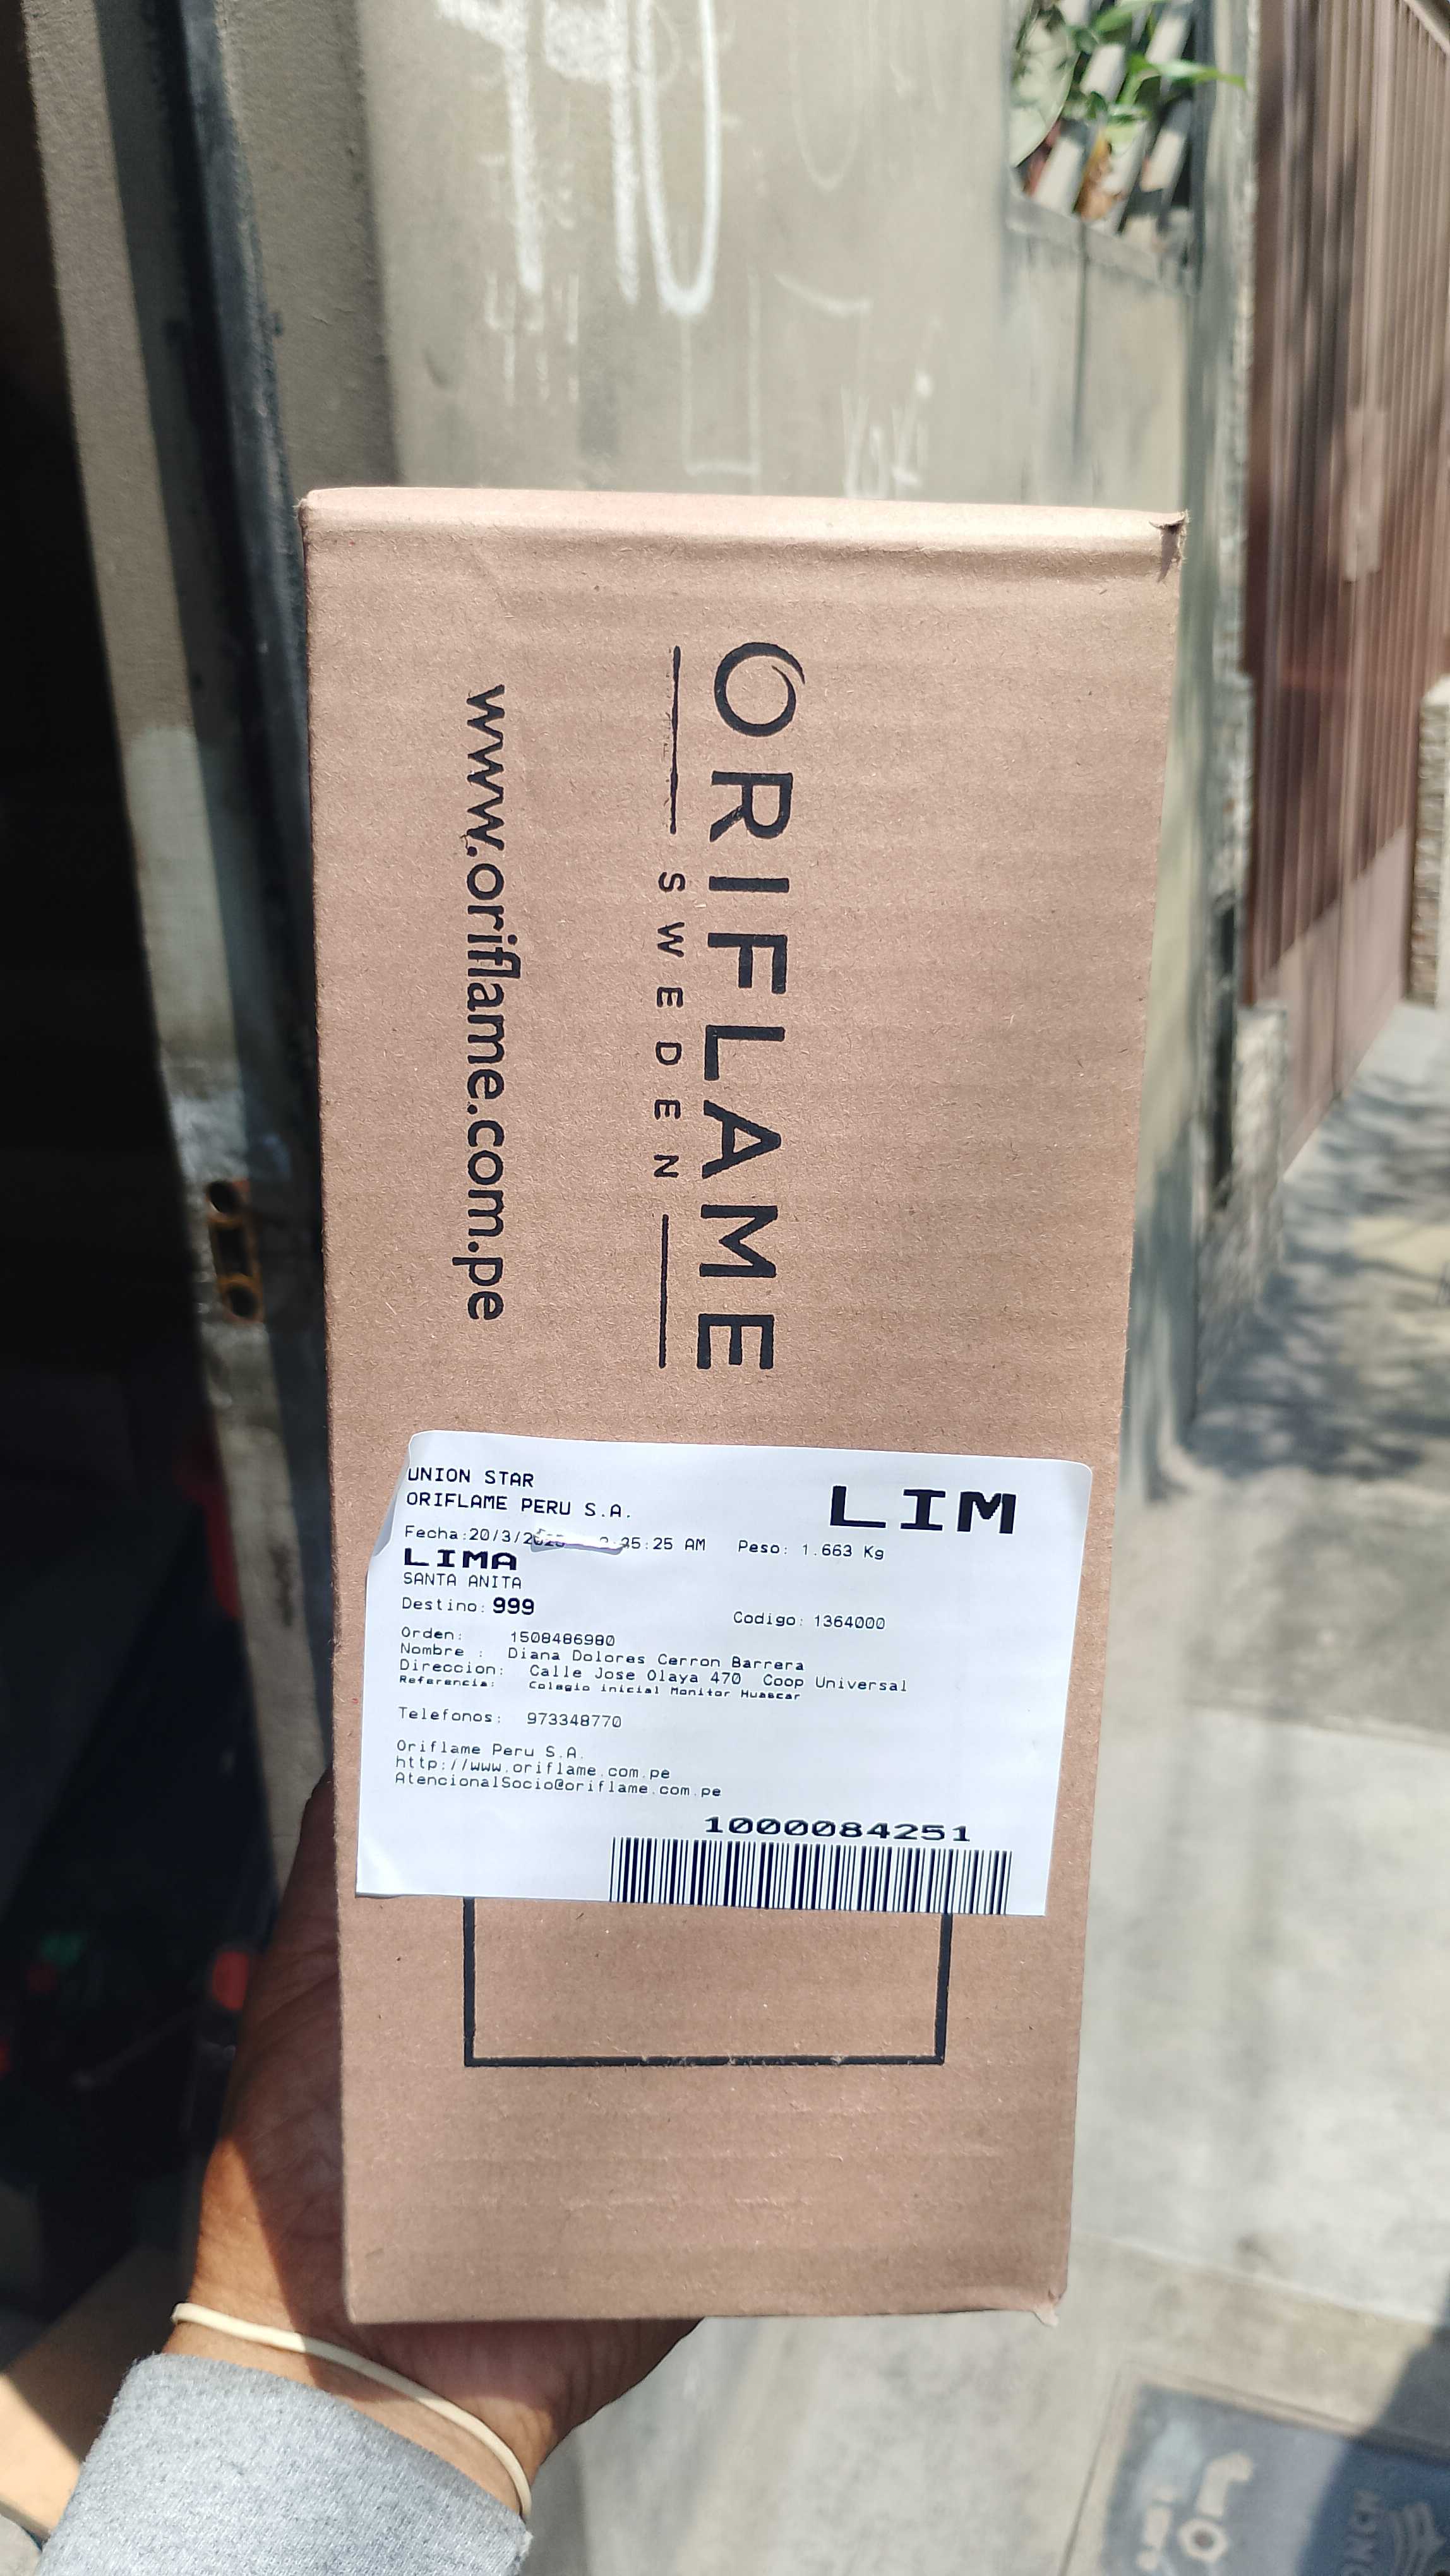 ORIFLAME
SWEDEN
www.oriflame.com.pe
UNION STAR
ORIFLAME PERU S.A.
LIM
Fecha:20/3/2 5:25 AM Peso: 1.663 Kg
LIMA
SANTA ANITA
Destino: 999
Codigo: 1364000
Orden: 1508486980
Nombre : Diana Dolores Cerron Barrera
Direccion: Calle Jose Olaya 470 Coop Universal
Referencia: Colegio inicial Monitor Huascar
Telefonos: 973348770
Oriflame Peru S.A.
http://www.oriflame.com.pe
AtencionalSocio@oriflame.com.pe
1000084251